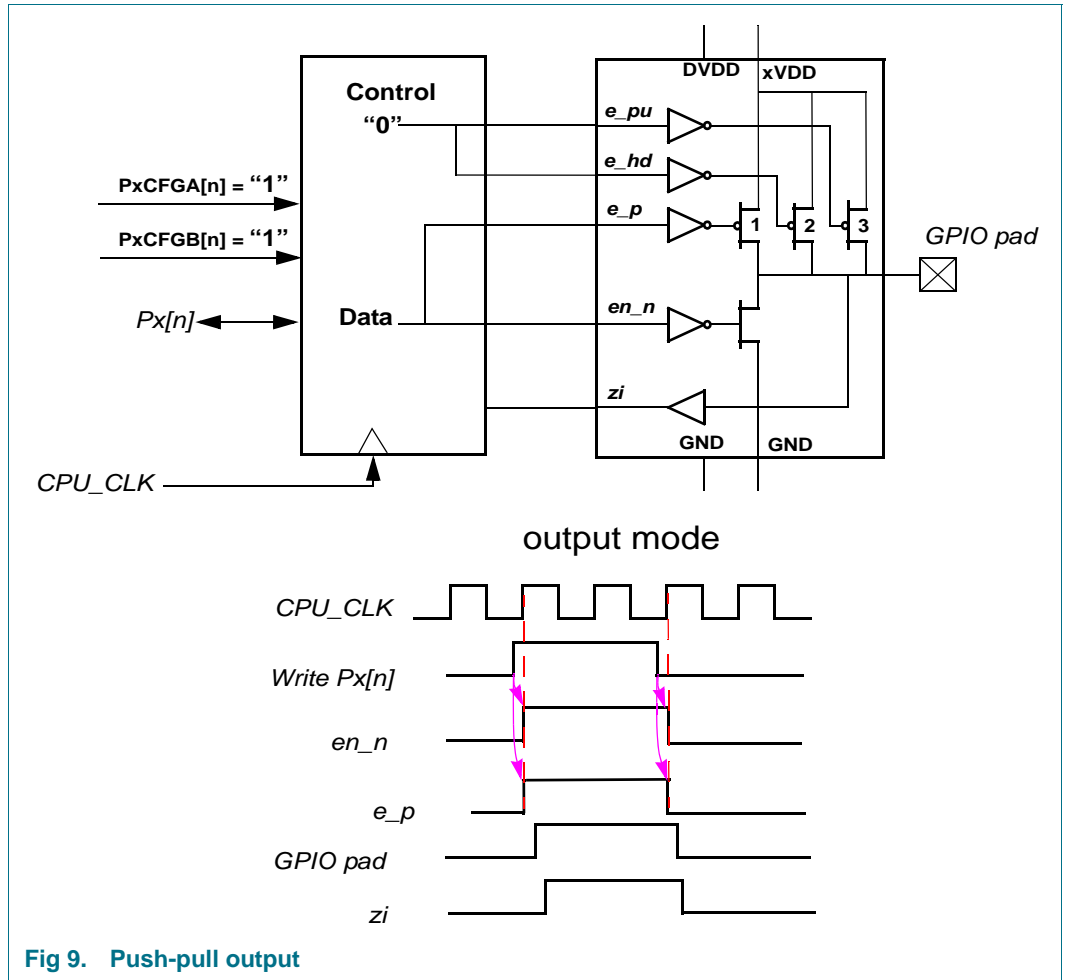 DVDD
xVDD
Control
“0”
e_pu
e_hd
PxCFGA[n] = “1”
e_p
1
2
3
GPIO pad
PxCFGB[n] = “1”
Px[n]
Data
en_n
zi
GND
GND
CPU_CLK
output mode
CPU_CLK
Write Px[n]
en_n
e_p
GPIO pad
zi
Fig 9. Push-pull output